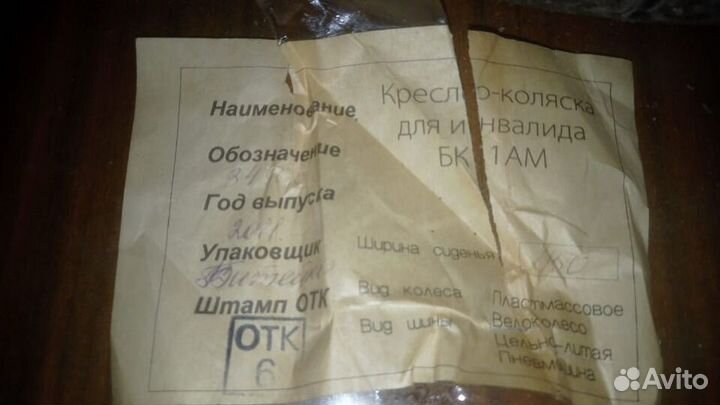 Наименование
Кресло-коляска
для инвалида
БК 1АМ
Обозначение
Год выпуска
Упаковщик
Ширина сиденья
Штамп ОТК
Вид колеса
Пластмассовое
Велоколесо
Вид шины
Цельно-литая
Пневмошина
ОТК
6
Avito